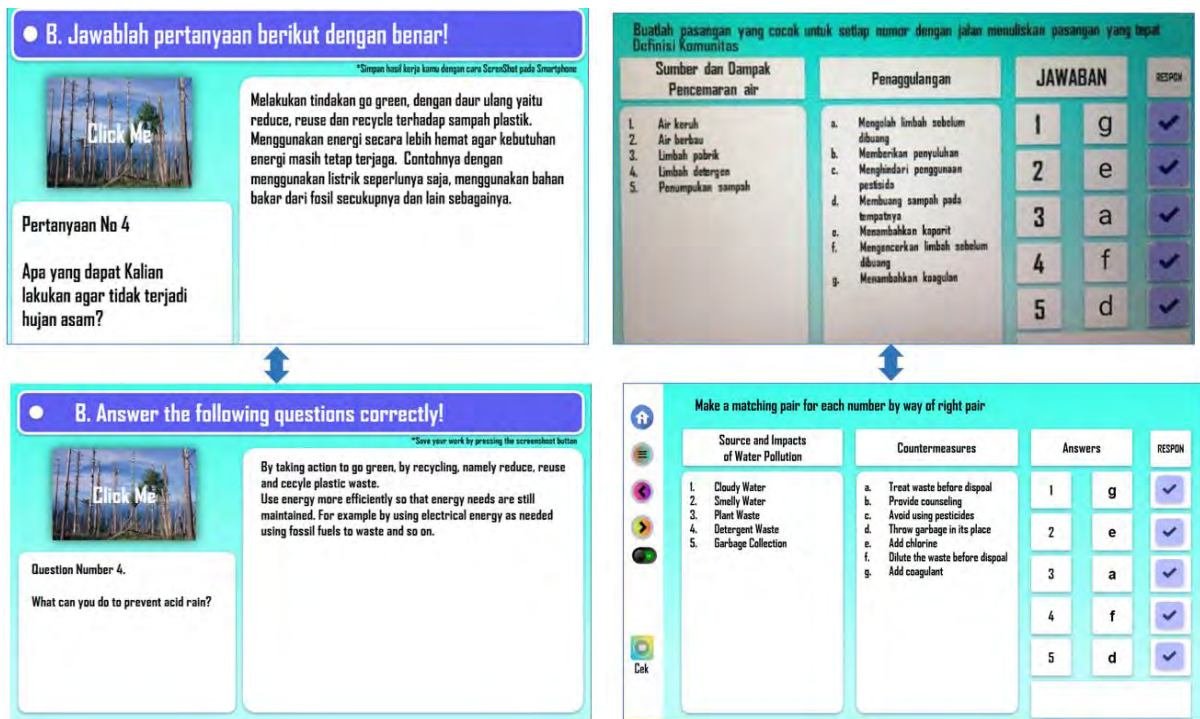 B. Jawablah pertanyaan berikut dengan benar!
*Simpan hasil kerja kamu dengan cara ScrenShot pada Smartphone
Click Me
Melakukan tindakan go green, dengan daur ulang yaitu
reduce, reuse dan recycle terhadap sampah plastik.
Menggunakan energi secara lebih hemat agar kebutuhan
energi masih tetap terjaga. Contohnya dengan
menggunakan listrik seperlunya saja, menggunakan bahan
bakar dari fosil secukupnya dan lain sebagainya.
Pertanyaan No 4
Apa yang dapat Kalian
lakukan agar tidak terjadi
hujan asam?
Buatlah pasangan yang cocok untuk setiap nomor dengan jalan menuliskan pasangan yang tepat
Definisi Komunitas
Sumber dan Dampak
Pencemaran air
Penaggulangan
JAWABAN
RESPON
1. Air keruh
2. Air berbau
3. Limbah pabrik
4. Limbah detergen
5. Penumpukan sampah
a. Mengolah limbah sebelum
dibuang
b. Memberikan penyuluhan
c. Menghindari penggunaan
pestisida
d. Membuang sampah pada
tempatnya
e. Menambahkan kaporit
f. Mengencerkan limbah sebelum
dibuang
g. Menambahkan koagulan
1 g
2 e
3 a
4 f
5 d
B. Answer the following questions correctly!
*Save your work by pressing the screenshoot button
Click Me
By taking action to go green, by recycling, namely reduce, reuse
and cecyle plastic waste.
Use energy more efficiently so that energy needs are still
maintained. For example by using electrical energy as needed
using fossil fuels to waste and so on.
Question Number 4.
What can you do to prevent acid rain?
Make a matching pair for each number by way of right pair
Source and Impacts
of Water Pollution
Countermeasures
Answers
RESPON
1. Cloudy Water
2. Smelly Water
3. Plant Waste
4. Detergent Waste
5. Garbage Collection
a. Treat waste before dispoal
b. Provide counseling
c. Avoid using pesticides
d. Throw garbage in its place
e. Add chlorine
f. Dilute the waste before dispoal
g. Add coagulant
1 g
2 e
3 a
4 f
5 d
Cek